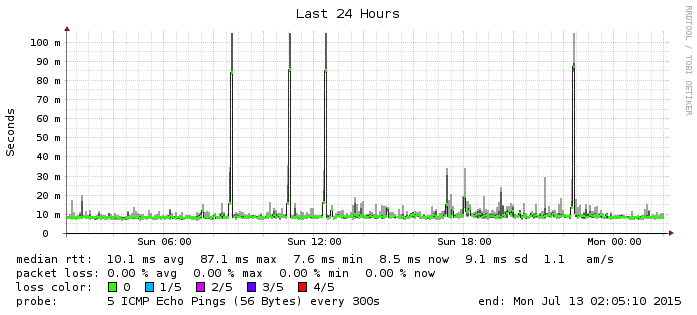 Last 24 Hours
RRDTOOL / TOBI OETIKER
Seconds
100 m
90 m
80 m
70 m
60 m
50 m
40 m
30 m
20 m
10 m
0
Sun 06:00 Sun 12:00 Sun 18:00 Mon 00:00
median rtt: 10.1 ms avg 87.1 ms max 7.6 ms min 8.5 ms now 9.1 ms sd 1.1 am/s
packet loss: 0.00 % avg 0.00 % max 0.00 % min 0.00 % now
loss color: 0 1/5 2/5 3/5 4/5
probe: 5 ICMP Echo Pings (56 Bytes) every 300s end: Mon Jul 13 02:05:10 2015